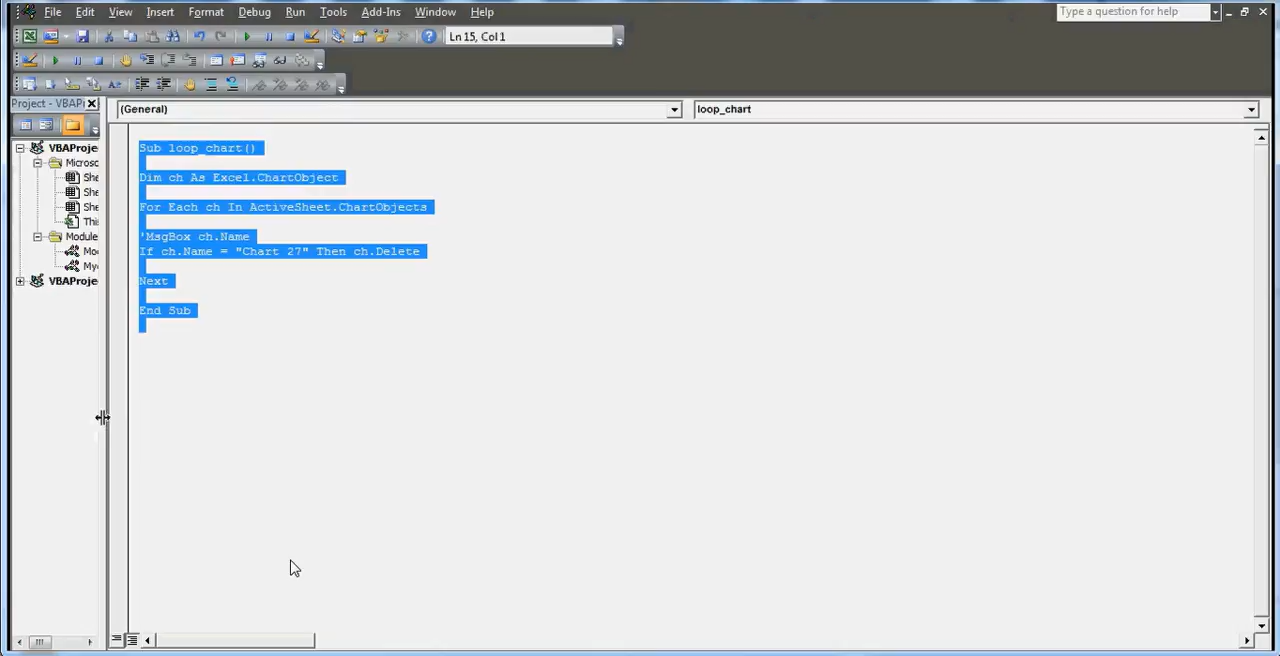 File Edit View Insert Format Debug Run Tools Add-Ins Window Help
Type a question for help
Ln 15, Col 1
Project - VBAPr
(General)
loop_chart
VBAProje
Microsc
She
She
She
Thi
Module
Mo
My
VBAProje
Sub loop_chart()
Dim ch As Excel.ChartObject
For Each ch In ActiveSheet.ChartObjects
'MsgBox ch.Name
If ch.Name = "Chart 27" Then ch.Delete
Next
End Sub